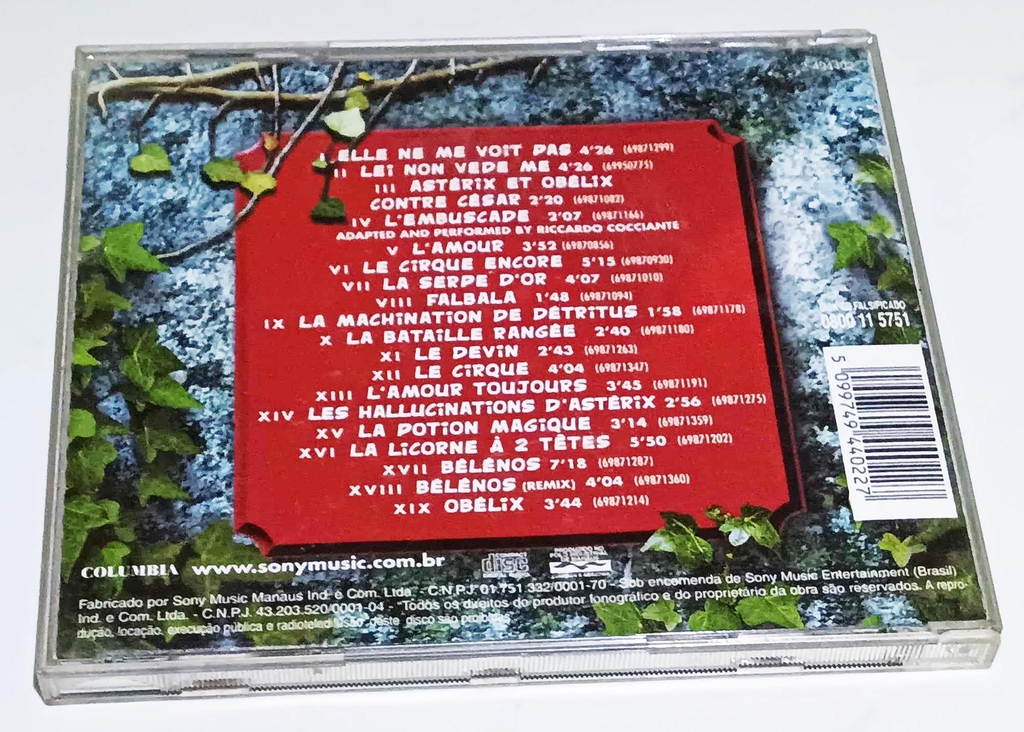 ELLE NE ME VOIT PAS 4'26 (69871299)
II LEI NON VEDE ME 4'26 (69950775)
III ASTÉRIX ET OBÉLIX
CONTRE CÉSAR 2'20 (69871082)
IV L'EMBUSCADE 2'07 (69871166)
ADAPTED AND PERFORMED BY RICCARDO COCCIANTE
V L'AMOUR 3'52 (69870856)
VI LE CIRQUE ENCORE 5'15 (69870930)
VII LA SERPE D'OR 4'07 (69871010)
VIII FALBALA 1'48 (69871094)
IX LA MACHINATION DE DÉTRITUS 1'58 (69871178)
X LA BATAILLE RANGÉE 2'40 (69871180)
XI LE DEVIN 2'43 (69871263)
XII LE CIRQUE 4'04 (69871347)
XIII L'AMOUR TOUJOURS 3'45 (69871191)
XIV LES HALLUCINATIONS D'ASTÉRIX 2'56 (69871275)
XV LA POTION MAGIQUE 3'14 (69871359)
XVI LA LICORNE À 2 TÊTES 5'50 (69871202)
XVII BÉLÉNOS 7'18 (69871287)
XVIII BÉLÉNOS (REMIX) 4'04 (69871360)
XIX OBÉLIX 3'44 (69871214)
FALSIFICADO
0800 11 5751
5 099749 440227
COLUMBIA www.sonymusic.com.br COMPACT disc
Fabricado por Sony Music Manaus Ind. e Com. Ltda. - C.N.P.J. 01.751.332/0001-70 - Sob encomenda de Sony Music Entertainment (Brasil)
Ind. e Com. Ltda. - C.N.P.J. 43.203.520/0001-04 - "Todos os direitos do produtor fonográfico e do proprietário da obra são reservados. A repro-
dução, locação, execução pública e radioteledifusão deste disco são proibidas